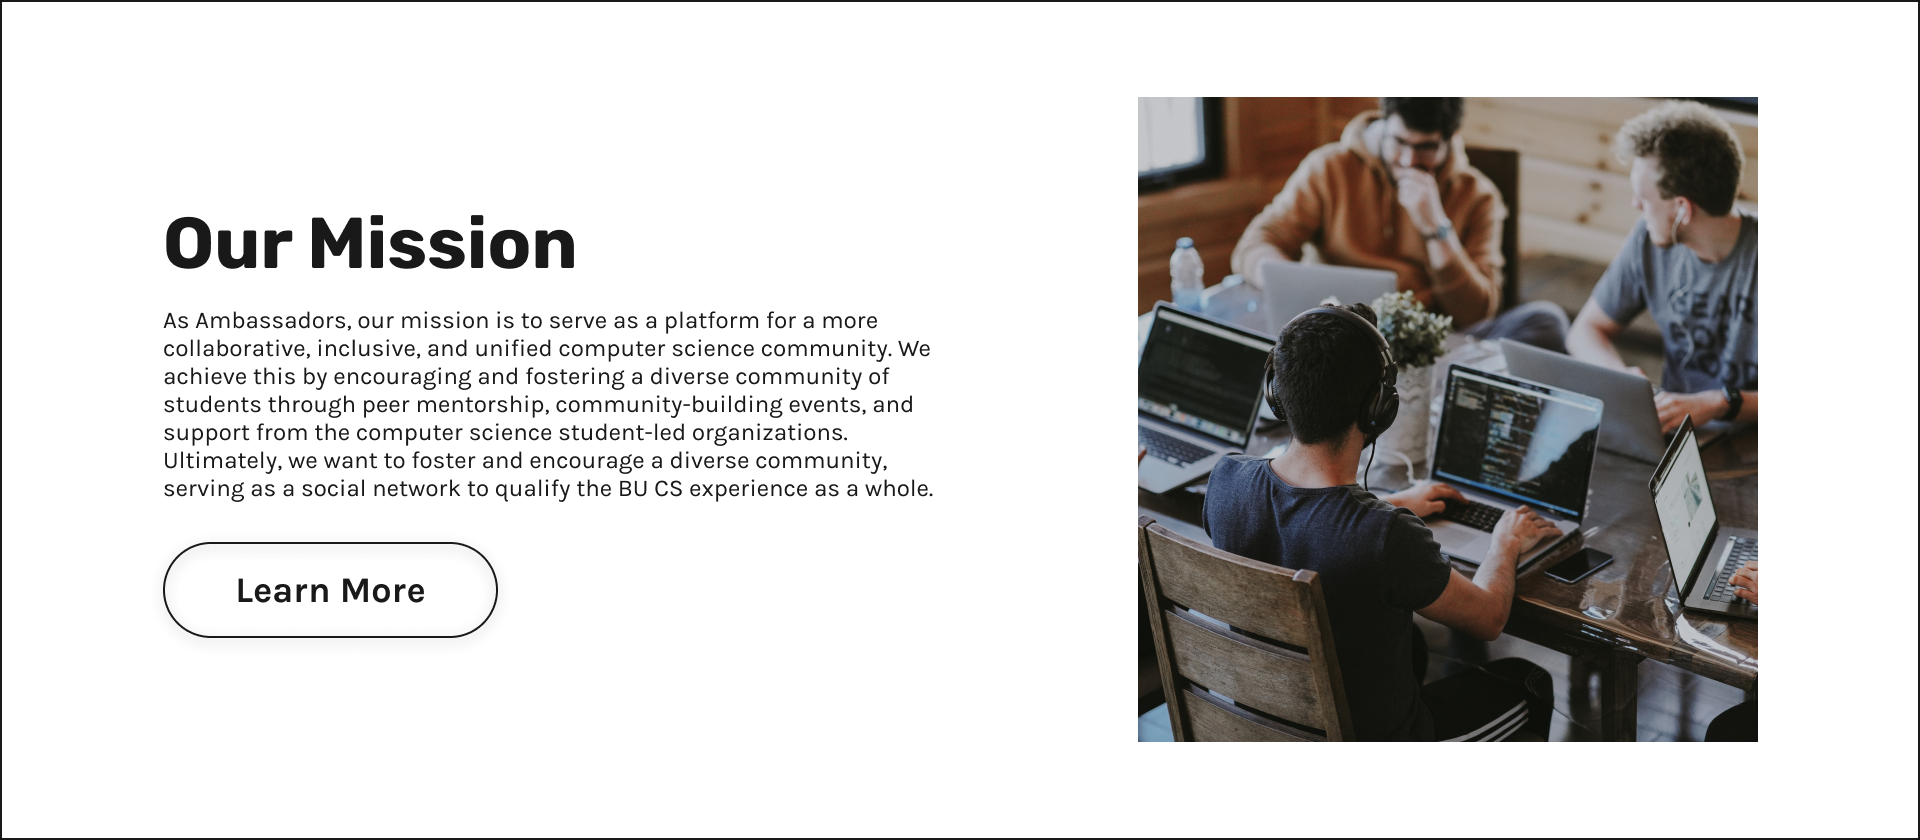 Our Mission
As Ambassadors, our mission is to serve as a platform for a more
collaborative, inclusive, and unified computer science community. We
achieve this by encouraging and fostering a diverse community of
students through peer mentorship, community-building events, and
support from the computer science student-led organizations.
Ultimately, we want to foster and encourage a diverse community,
serving as a social network to qualify the BU CS experience as a whole.
Learn More